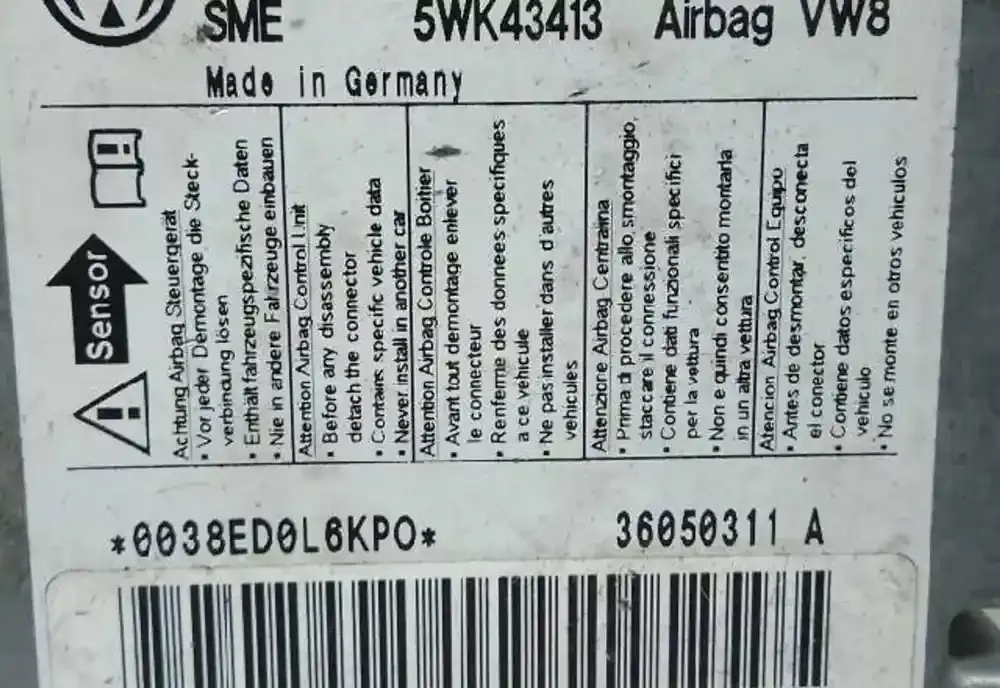 SME 5WK43413 Airbag VW8
Made in Germany
Sensor
Achtung Airbag Steuergerät
• Vor jeder Demontage die Steck-
verbindung lösen
• Enthält fahrzeugspezifische Daten
• Nie in andere Fahrzeuge einbauen
Attention Airbag Control Unit
• Before any disassembly
detach the connector
• Contains specific vehicle data
• Never install in another car
Attention Airbag Controle Boitier
• Avant tout demontage enlever
le connecteur
• Renferme des donnees specifiques
a ce vehicule
• Ne pas installer dans d'autres
vehicules
Attenzione Airbag Centraina
• Prima di procedere allo smontaggio,
staccare il connessione
• Contiene dati funzionali specifici
per la vettura
• Non e quindi consentito montarla
in un altra vettura
Atencion Airbag Control Equipo
• Antes de desmontar, desconecta
el conector
• Contiene datos especificos del
vehiculo
• No se monte en otros vehiculos
*0038ED0L6KPO* 36050311 A